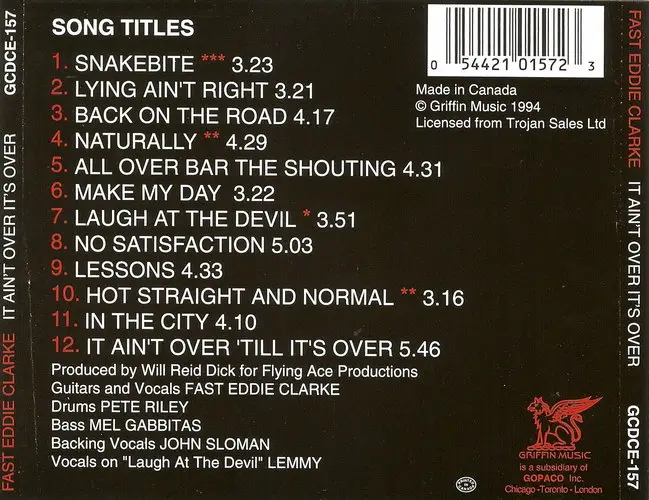 SONG TITLES
1. SNAKEBITE *** 3.23
2. LYING AIN'T RIGHT 3.21
3. BACK ON THE ROAD 4.17
4. NATURALLY ** 4.29
5. ALL OVER BAR THE SHOUTING 4.31
6. MAKE MY DAY 3.22
7. LAUGH AT THE DEVIL * 3.51
8. NO SATISFACTION 5.03
9. LESSONS 4.33
10. HOT STRAIGHT AND NORMAL ** 3.16
11. IN THE CITY 4.10
12. IT AIN'T OVER 'TILL IT'S OVER 5.46
Produced by Will Reid Dick for Flying Ace Productions
Guitars and Vocals FAST EDDIE CLARKE
Drums PETE RILEY
Bass MEL GABBITAS
Backing Vocals JOHN SLOMAN
Vocals on "Laugh At The Devil" LEMMY
0 54421 01572 3
Made in Canada
© Griffin Music 1994
Licensed from Trojan Sales Ltd
GRIFFIN MUSIC
is a subsidiary of
GOPACO Inc.
Chicago -Toronto - London
FAST EDDIE CLARKE IT AIN'T OVER IT'S OVER GCDCE-157
FAST EDDIE CLARKE IT AIN'T OVER IT'S OVER GCDCE-157